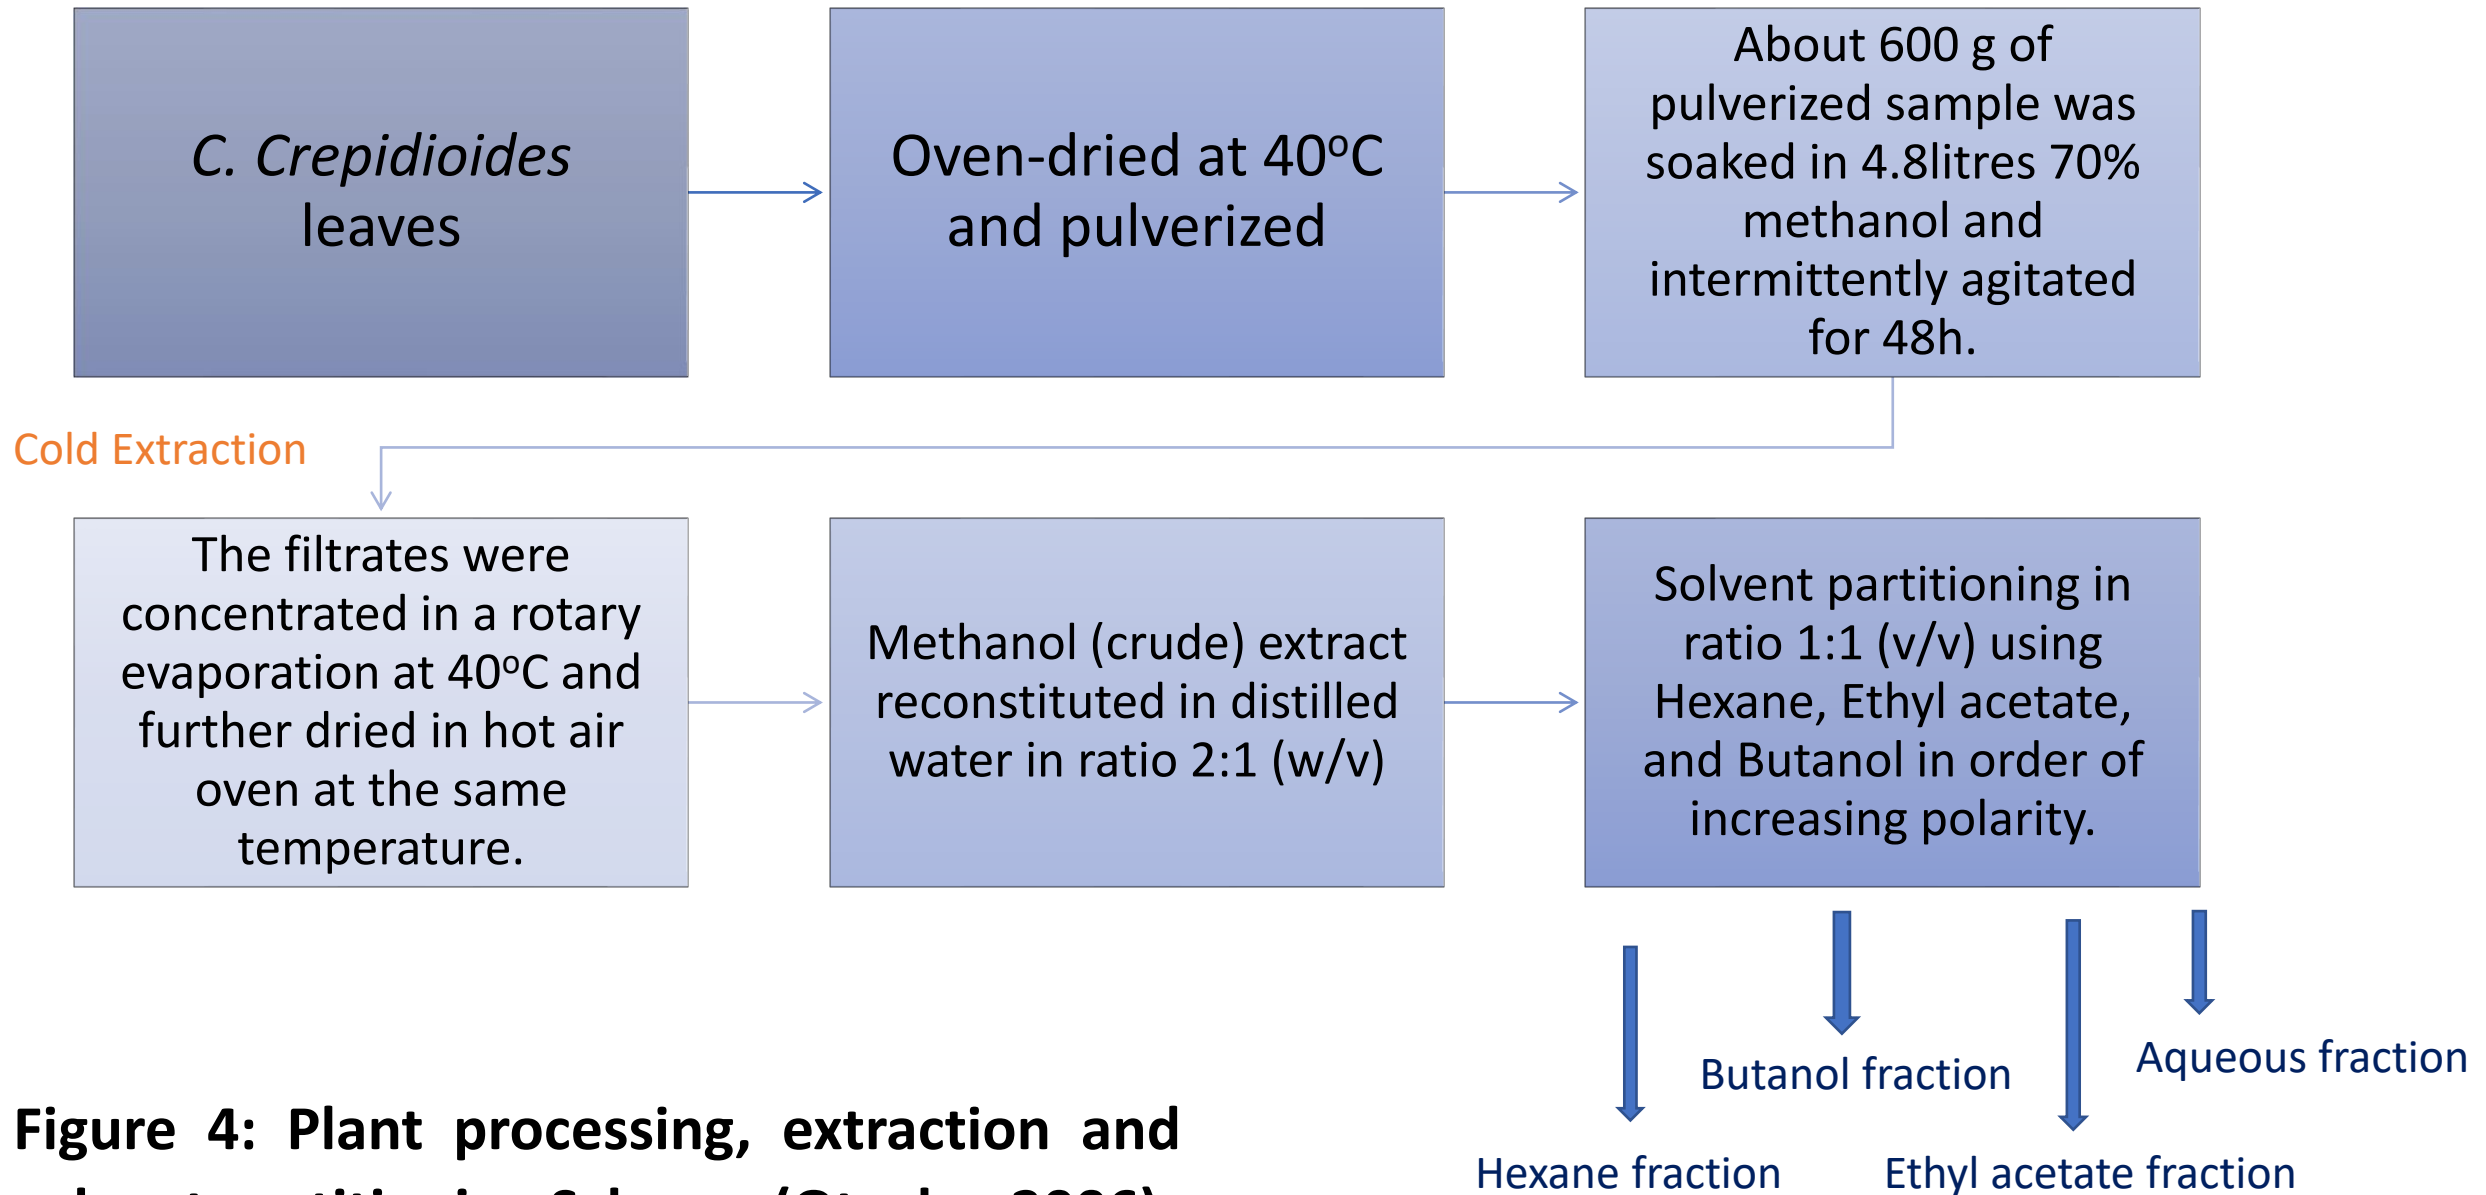 C. Crepidioides
leaves
Oven-dried at 40ºC
and pulverized
About 600 g of
pulverized sample was
soaked in 4.8litres 70%
methanol and
intermittently agitated
for 48h.
Cold Extraction
The filtrates were
concentrated in a rotary
evaporation at 40ºC and
further dried in hot air
oven at the same
temperature.
Methanol (crude) extract
reconstituted in distilled
water in ratio 2:1 (w/v)
Solvent partitioning in
ratio 1:1 (v/v) using
Hexane, Ethyl acetate,
and Butanol in order of
increasing polarity.
Aqueous fraction
Butanol fraction
Hexane fraction
Ethyl acetate fraction
Figure 4: Plant processing, extraction and